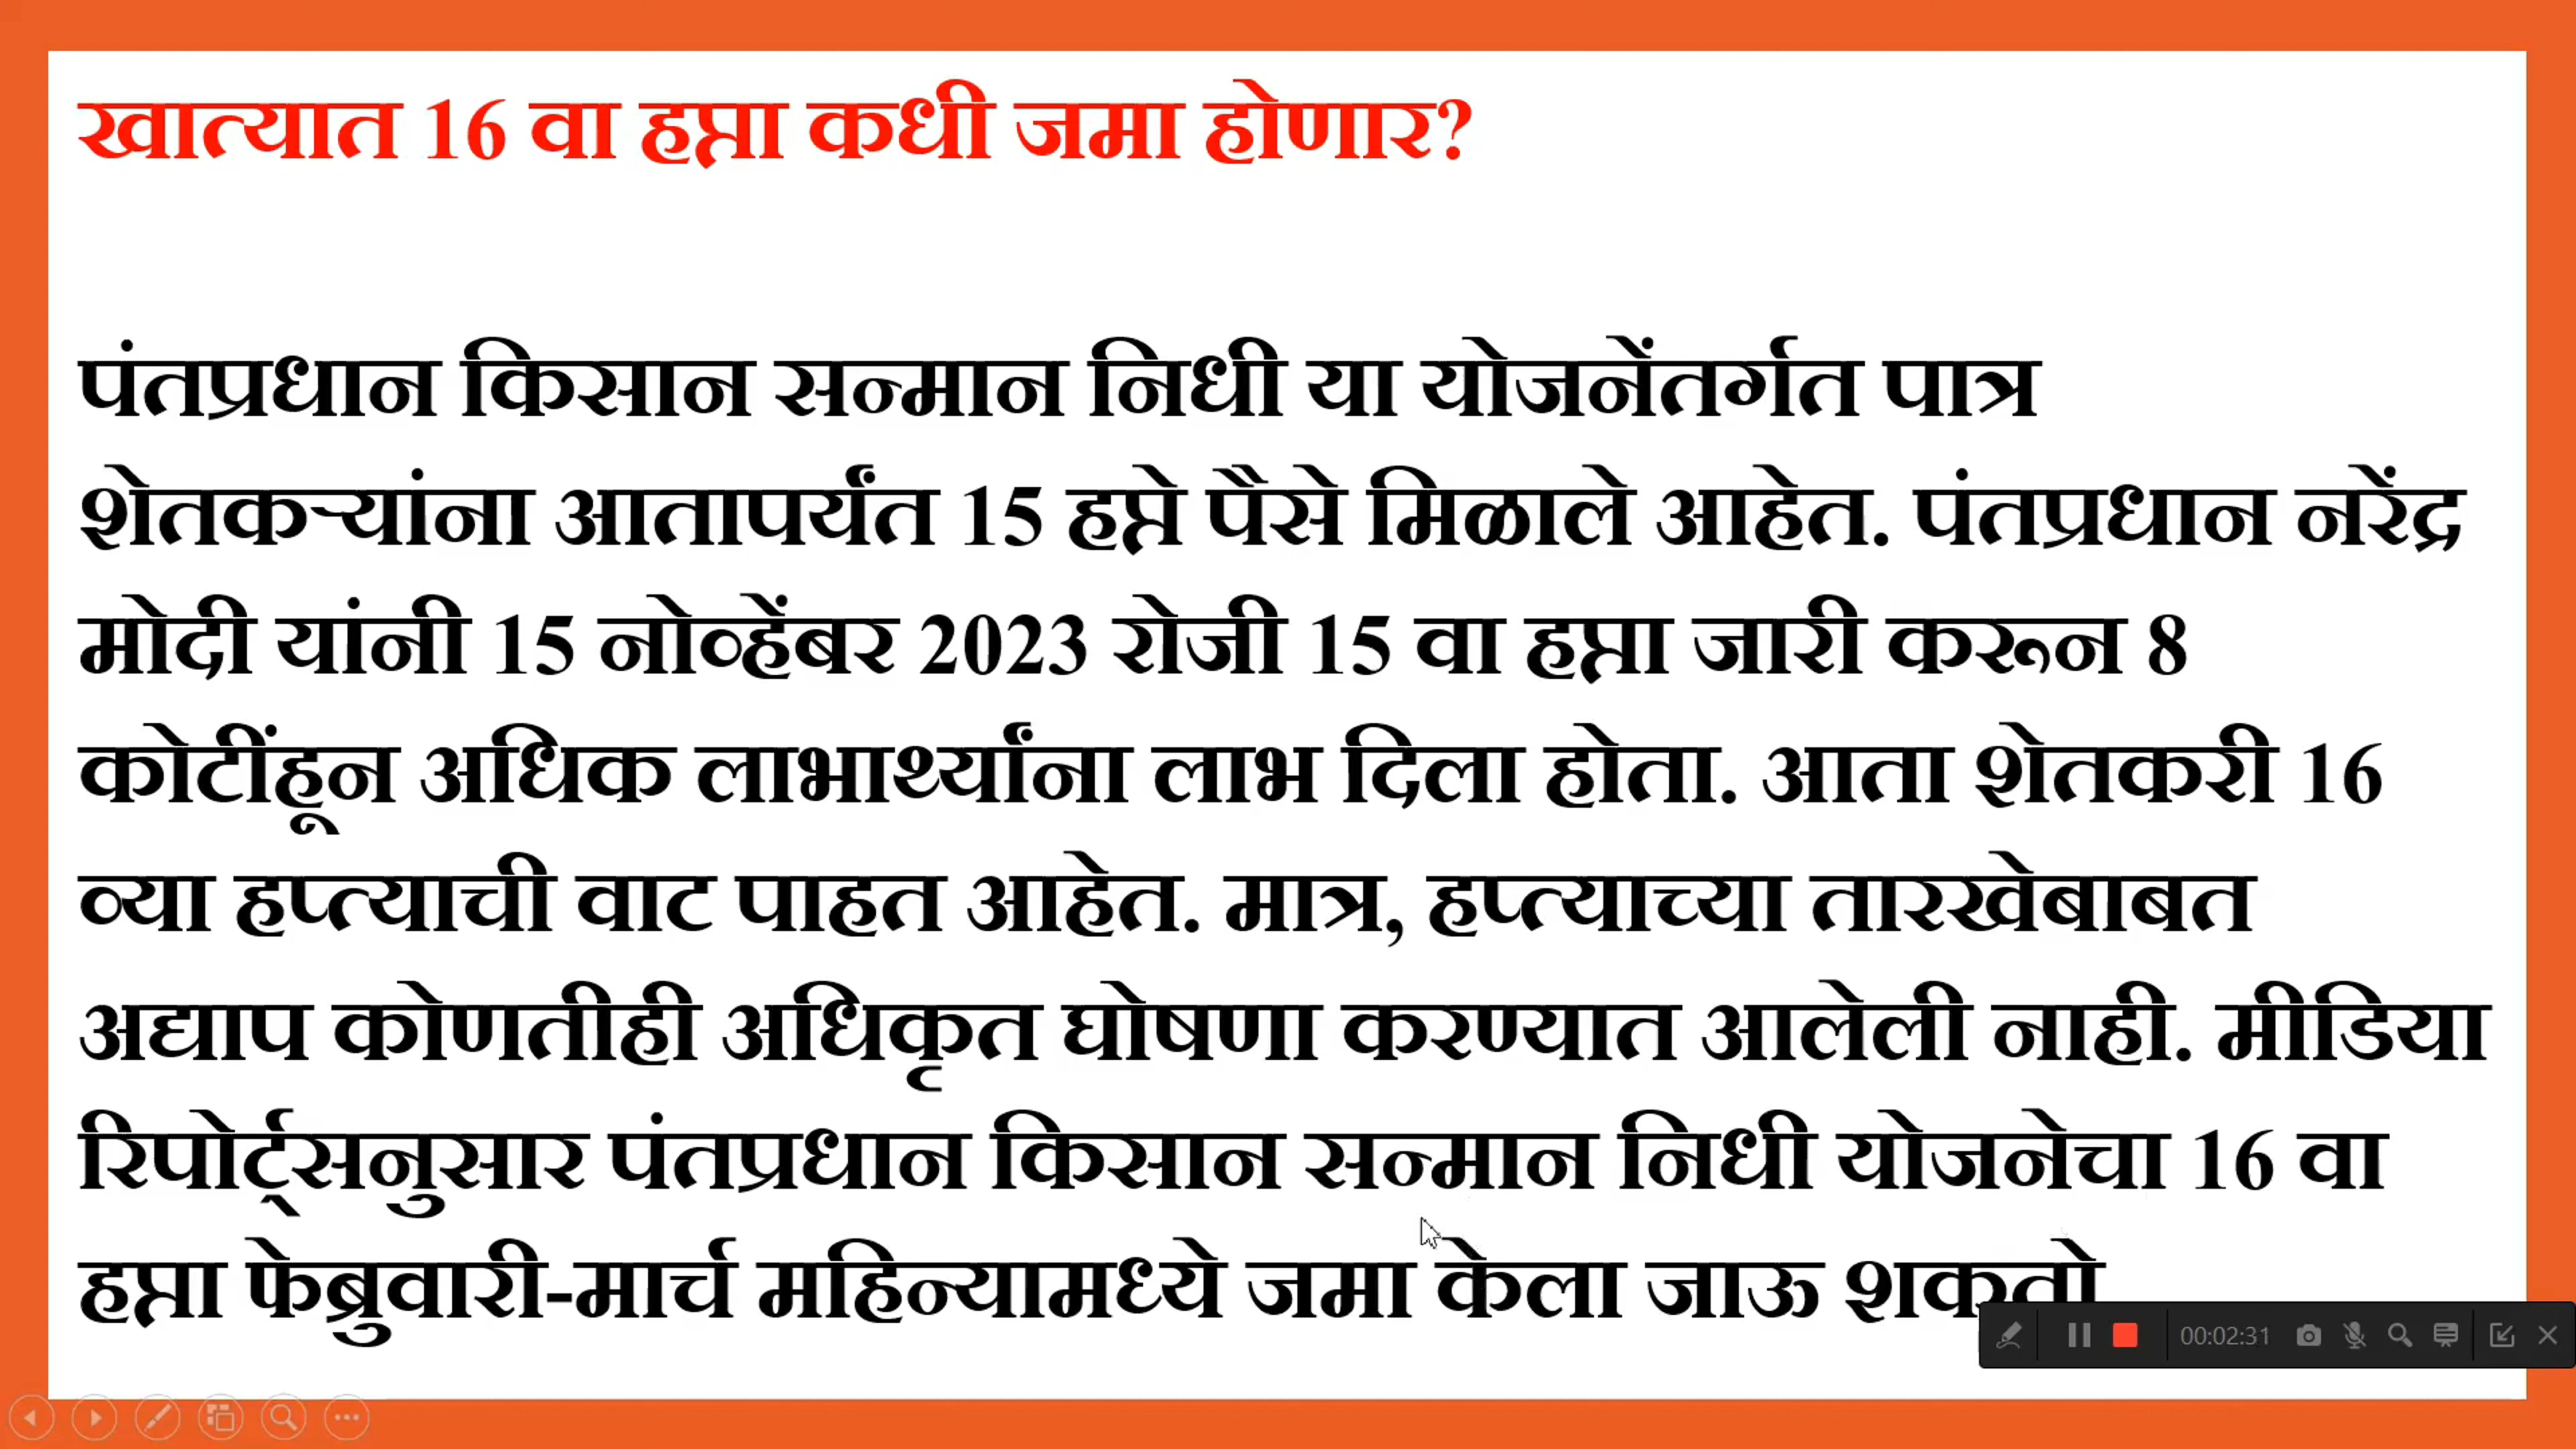 खात्यात 16 वा हप्ता कधी जमा होणार?
पंतप्रधान किसान सन्मान निधी या योजनेंतर्गत पात्र
शेतकऱ्यांना आतापर्यंत 15 हप्ते पैसे मिळाले आहेत. पंतप्रधान नरेंद्र
मोदी यांनी 15 नोव्हेंबर 2023 रोजी 15 वा हप्ता जारी करून 8
कोटींहून अधिक लाभार्थ्यांना लाभ दिला होता. आता शेतकरी 16
व्या हप्त्याची वाट पाहत आहेत. मात्र, हप्त्याच्या तारखेबाबत
अद्याप कोणतीही अधिकृत घोषणा करण्यात आलेली नाही. मीडिया
रिपोर्ट्सनुसार पंतप्रधान किसान सन्मान निधी योजनेचा 16 वा
हप्ता फेब्रुवारी-मार्च महिन्यामध्ये जमा केला जाऊ शकतो
00:02:31